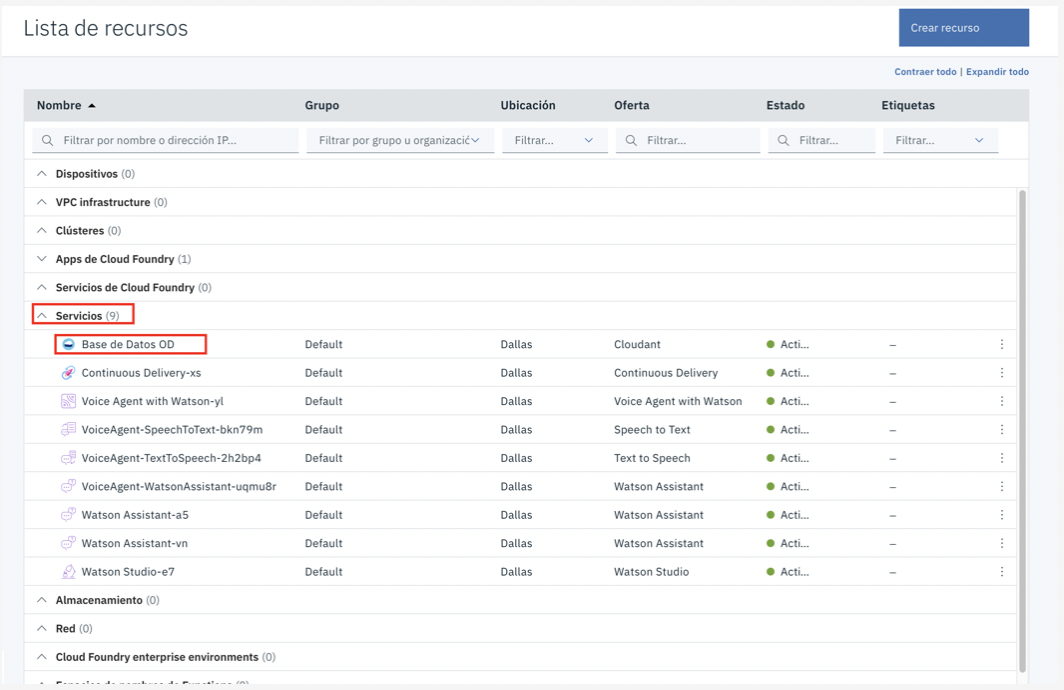 Lista de recursos
Crear recurso
Contraer todo | Expandir todo
Nombre Grupo Ubicación Oferta Estado Etiquetas
Filtrar por nombre o dirección IP... Filtrar por grupo u organizació Filtrar... Filtrar... Filtrar... Filtrar...
Dispositivos (0)
VPC infrastructure (0)
Clústeres (0)
Apps de Cloud Foundry (1)
Servicios de Cloud Foundry (0)
Servicios (9)
Base de Datos OD Default Dallas Cloudant Acti... –
Continuous Delivery-xs Default Dallas Continuous Delivery Acti... –
Voice Agent with Watson-yl Default Dallas Voice Agent with Watson Acti... –
VoiceAgent-SpeechToText-bkn79m Default Dallas Speech to Text Acti... –
VoiceAgent-TextToSpeech-2h2bp4 Default Dallas Text to Speech Acti... –
VoiceAgent-WatsonAssistant-uqmu8r Default Dallas Watson Assistant Acti... –
Watson Assistant-a5 Default Dallas Watson Assistant Acti... –
Watson Assistant-vn Default Dallas Watson Assistant Acti... –
Watson Studio-e7 Default Dallas Watson Studio Acti... –
Almacenamiento (0)
Red (0)
Cloud Foundry enterprise environments (0)